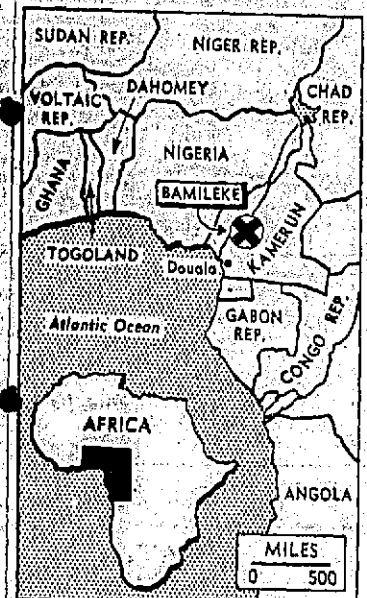 SUDAN REP.
NIGER REP.
DAHOMEY
CHAD
REP.
VOLTAIC
REP.
NIGERIA
GHANA
BAMILEKE
KAMERUN
TOGOLAND
Douala
GABON
REP.
CONGO REP.
Atlantic Ocean
AFRICA
ANGOLA
MILES
0 500